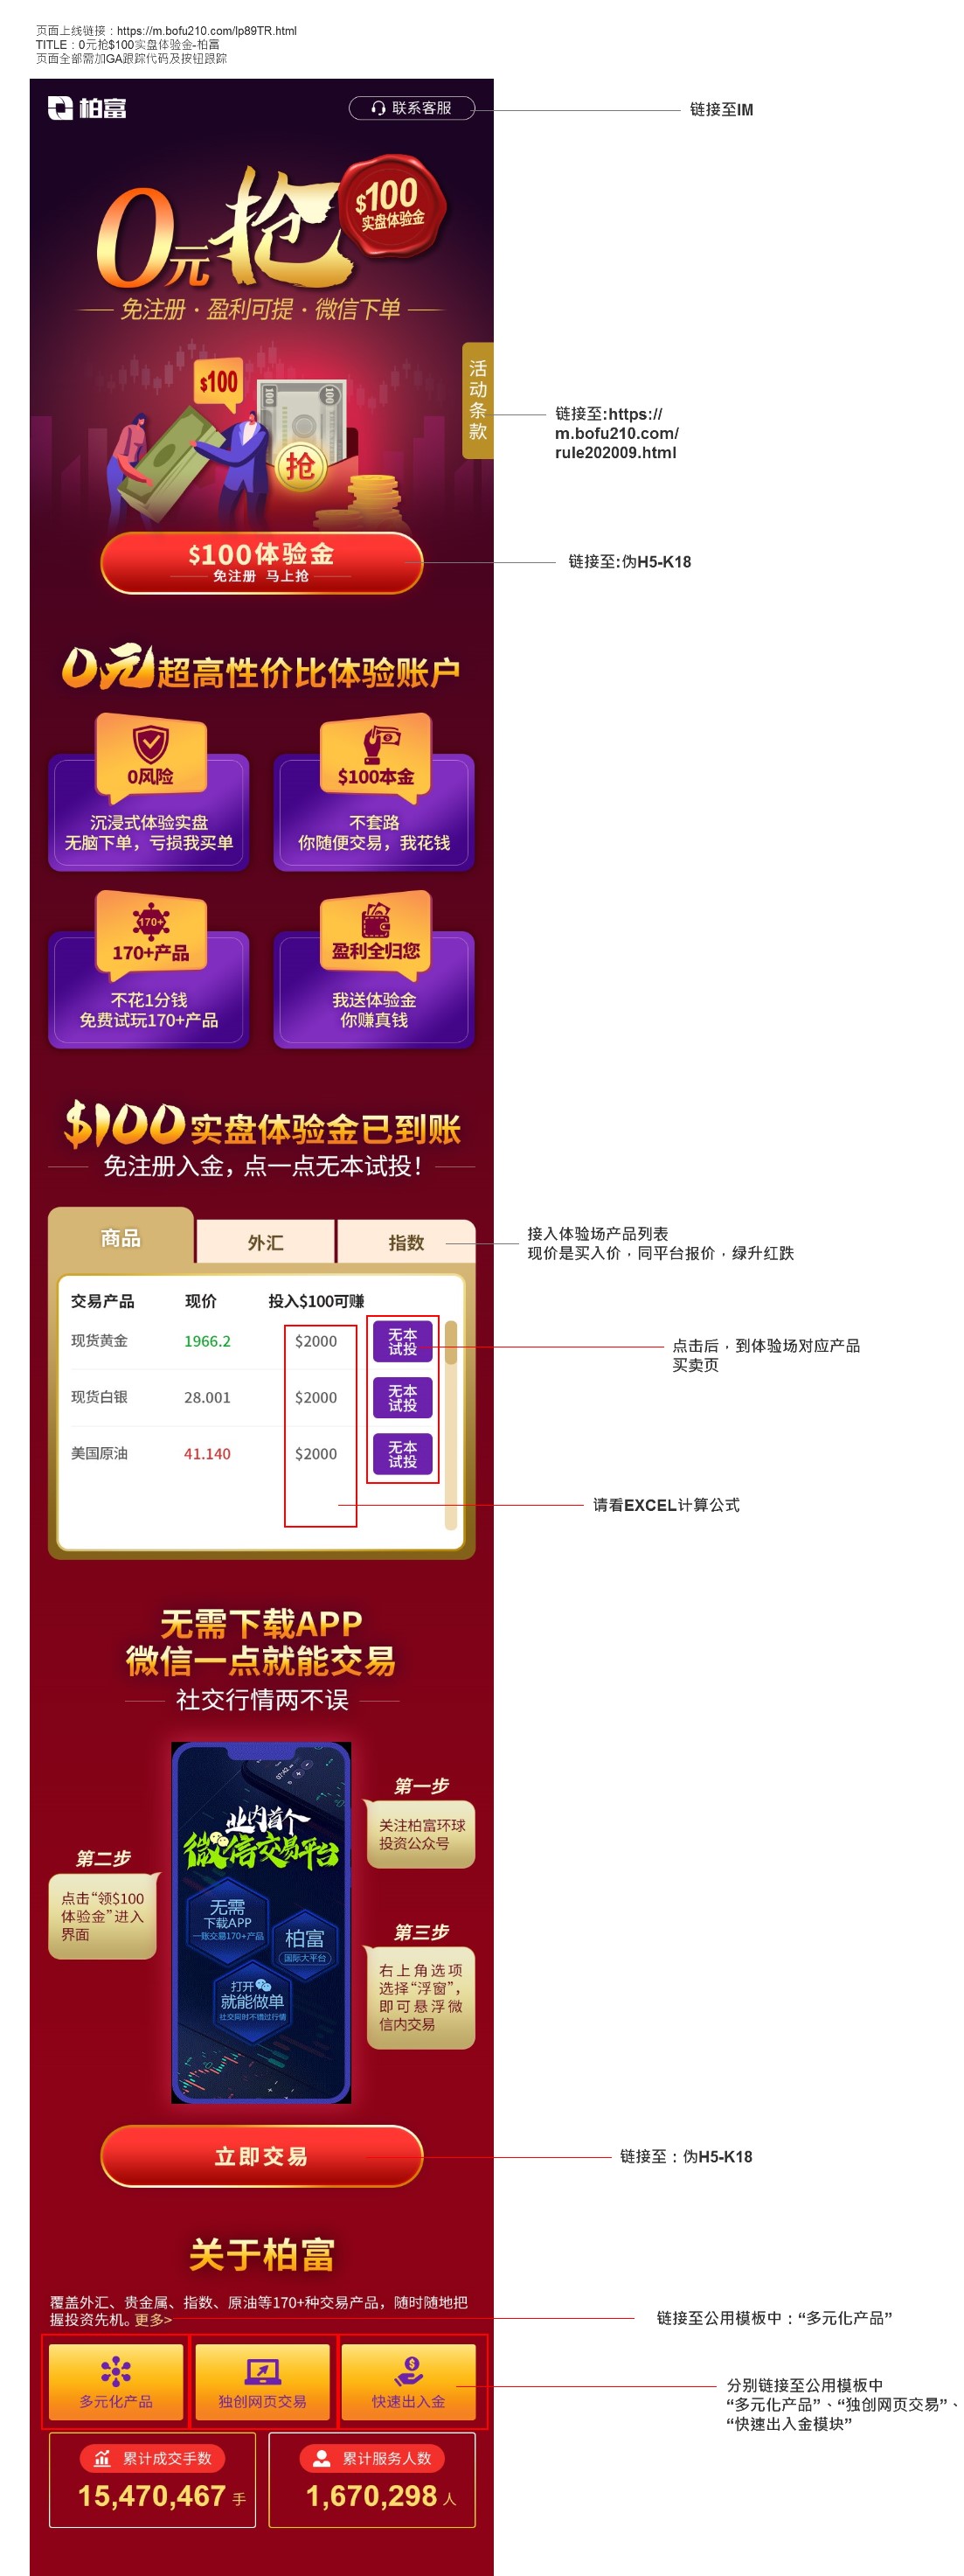 页面上线链接：https://m.bofu210.com/lp89TR.html
TITLE：0元抢$100实盘体验金-柏富
页面全部需加GA跟踪代码及按钮跟踪
柏富
联系客服
链接至IM
0元抢
$100
实盘体验金
免注册·盈利可提·微信下单
活动条款
链接至:https://
m.bofu210.com/
rule202009.html
$100
100
100
抢
$100体验金
免注册 马上抢
链接至:伪H5-K18
0元超高性价比体验账户
0风险
沉浸式体验实盘
无脑下单，亏损我买单
$100本金
不套路
你随便交易，我花钱
170+
170+产品
不花1分钱
免费试玩170+产品
盈利全归您
我送体验金
你赚真钱
$100实盘体验金已到账
免注册入金，点一点无本试投！
商品 外汇 指数
接入体验场产品列表
现价是买入价，同平台报价，绿升红跌
交易产品 现价 投入$100可赚
现货黄金 1966.2 $2000 无本试投
现货白银 28.001 $2000 无本试投
美国原油 41.140 $2000 无本试投
点击后，到体验场对应产品
买卖页
请看EXCEL计算公式
无需下载APP
微信一点就能交易
社交行情两不误
第一步
关注柏富环球
投资公众号
业内首个
微信交易平台
第二步
点击“领$100
体验金”进入
界面
无需
下载APP
一账交易170+产品
柏富
国际大平台
打开
就能做单
社交同时不错过行情
第三步
右上角选项
选择“浮窗”，
即可悬浮微
信内交易
立即交易
链接至：伪H5-K18
关于柏富
覆盖外汇、贵金属、指数、原油等170+种交易产品，随时随地把
握投资先机。更多>
链接至公用模板中：“多元化产品”
多元化产品 独创网页交易 快速出入金
分别链接至公用模板中
“多元化产品”、“独创网页交易”、
“快速出入金模块”
累计成交手数
15,470,467 手
累计服务人数
1,670,298 人